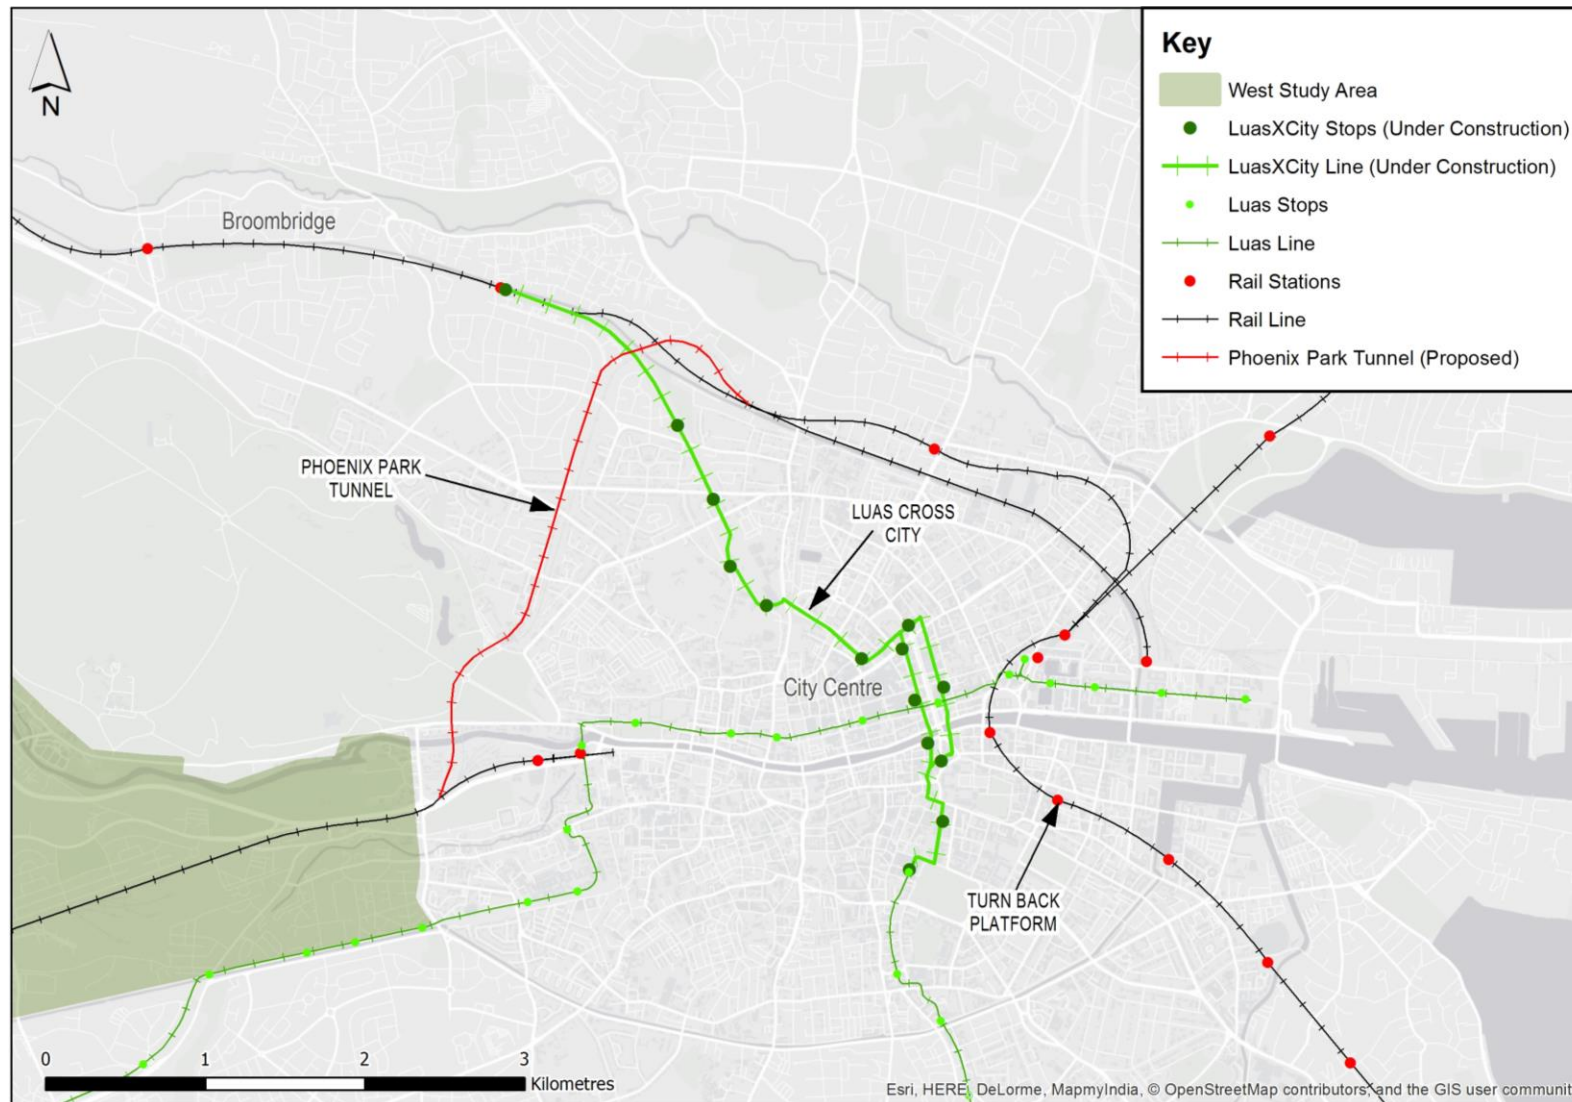 N
Key
West Study Area
LuasXCity Stops (Under Construction)
LuasXCity Line (Under Construction)
Luas Stops
Luas Line
Rail Stations
Rail Line
Phoenix Park Tunnel (Proposed)
Broombridge
PHOENIX PARK
TUNNEL
LUAS CROSS
CITY
City Centre
TURN BACK
PLATFORM
0 1 2 3
Kilometres
Esri, HERE, DeLorme, MapmyIndia, © OpenStreetMap contributors, and the GIS user communit